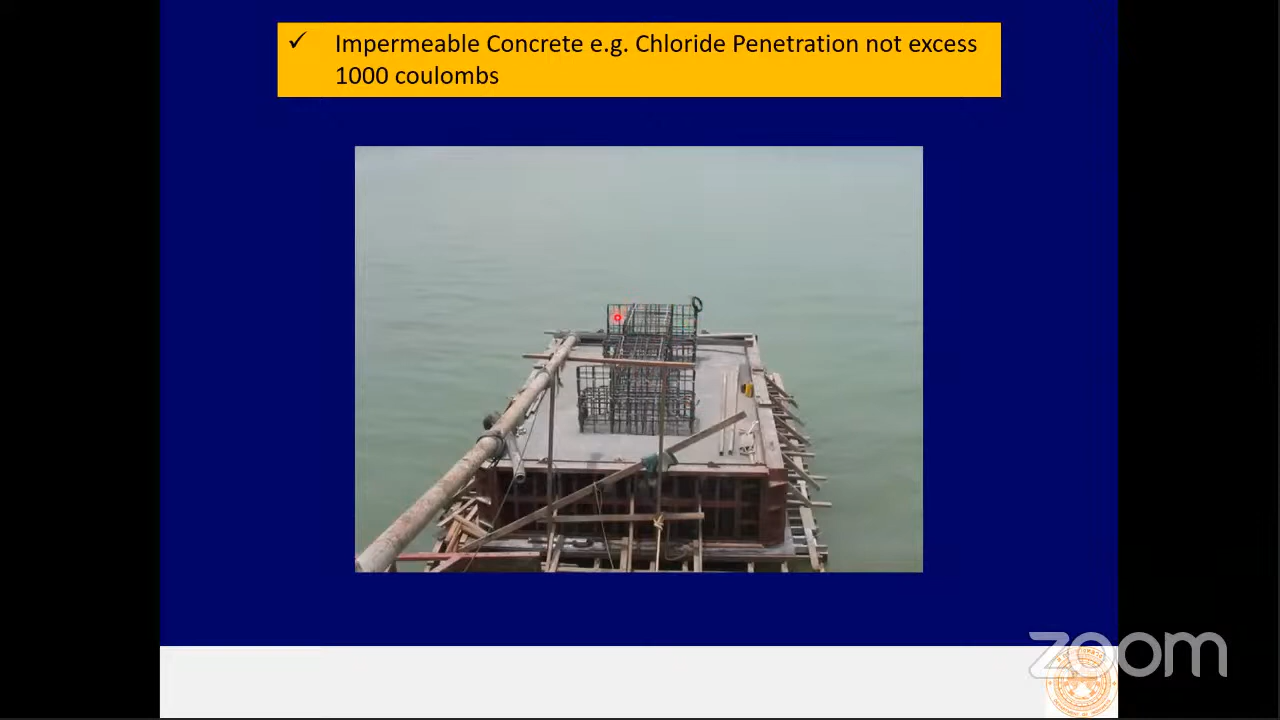 ✓ Impermeable Concrete e.g. Chloride Penetration not excess
1000 coulombs
zoom